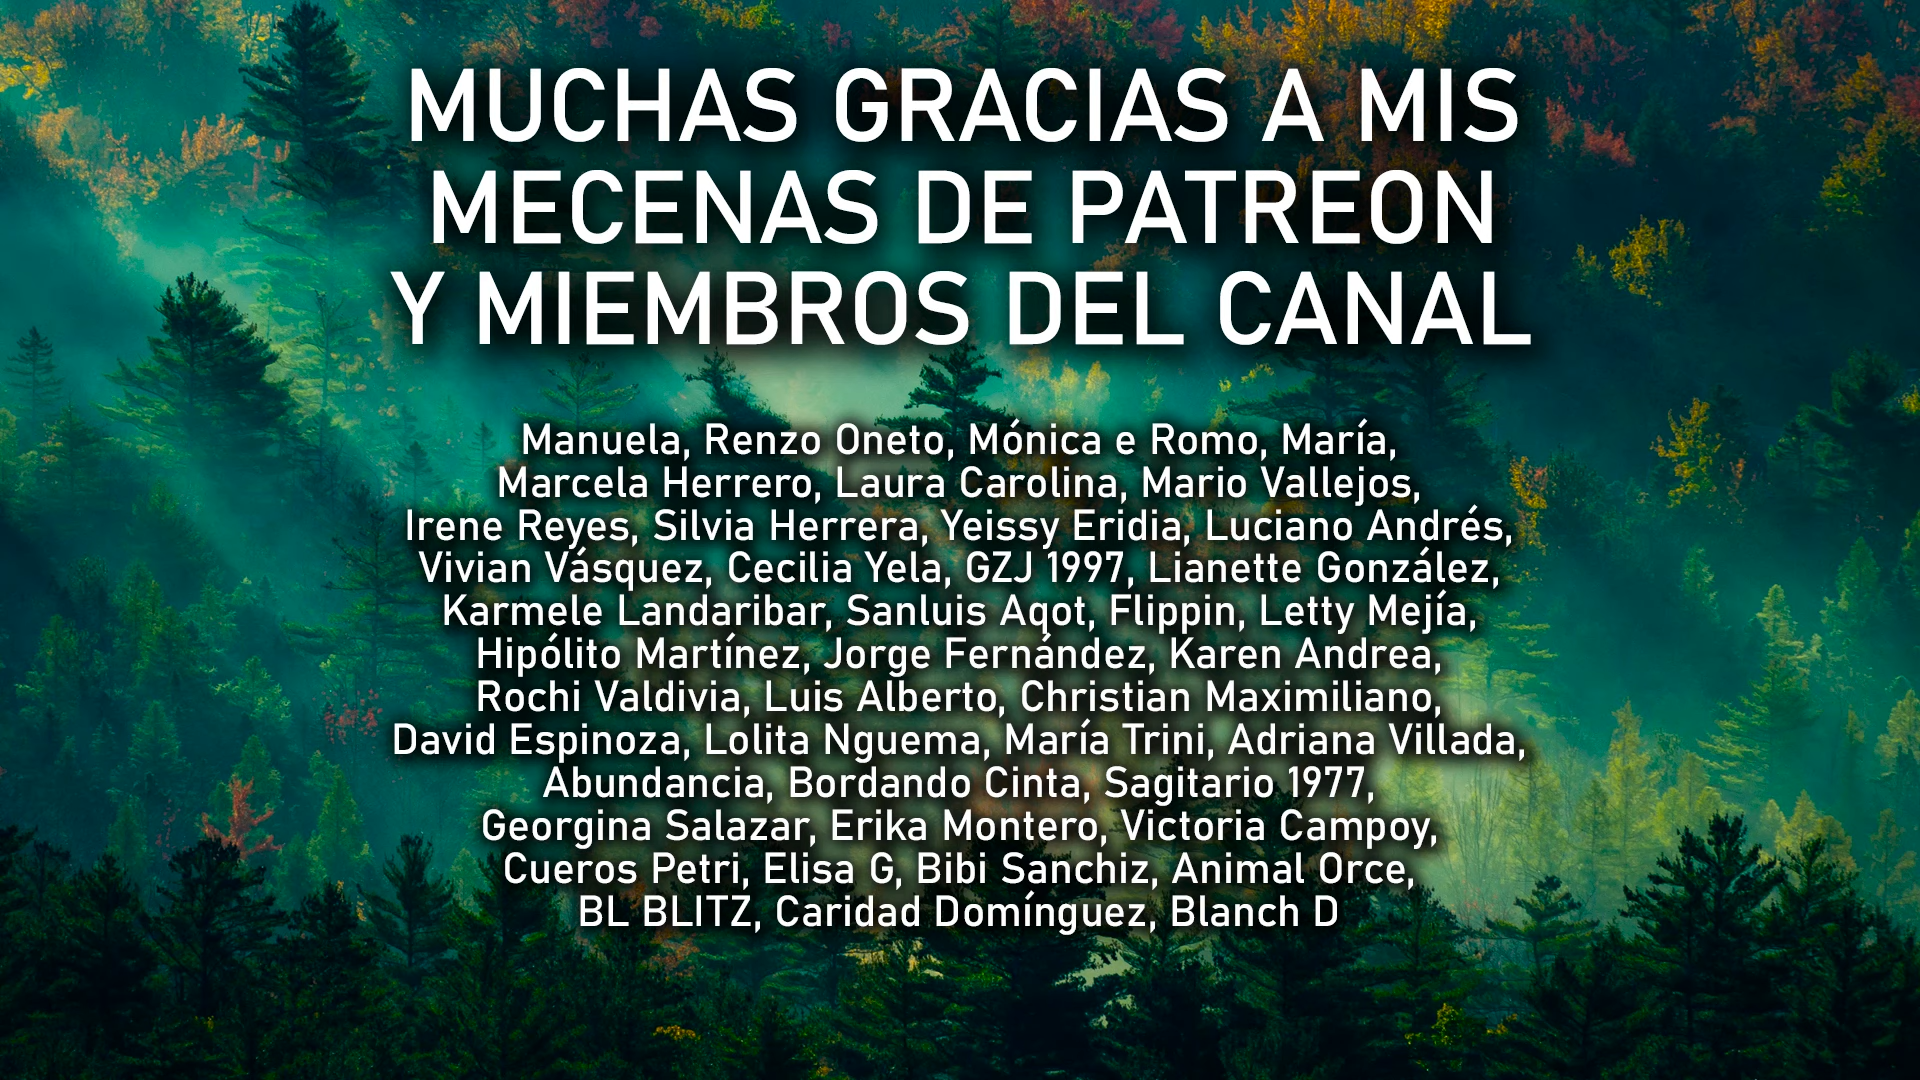 MUCHAS GRACIAS A MIS
MECENAS DE PATREON
Y MIEMBROS DEL CANAL
Manuela, Renzo Oneto, Mónica e Romo, María,
Marcela Herrero, Laura Carolina, Mario Vallejos,
Irene Reyes, Silvia Herrera, Yeissy Eridia, Luciano Andrés,
Vivian Vásquez, Cecilia Yela, GZJ 1997, Lianette González,
Karmele Landaribar, Sanluis Aqot, Flippin, Letty Mejía,
Hipólito Martínez, Jorge Fernández, Karen Andrea,
Rochi Valdivia, Luis Alberto, Christian Maximiliano,
David Espinoza, Lolita Nguema, María Trini, Adriana Villada,
Abundancia, Bordando Cinta, Sagitario 1977,
Georgina Salazar, Erika Montero, Victoria Campoy,
Cueros Petri, Elisa G, Bibi Sanchiz, Animal Orce,
BL BLITZ, Caridad Domínguez, Blanch D